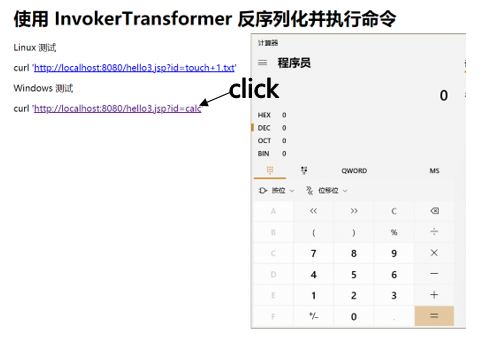 使用 InvokerTransformer 反序列化并执行命令
Linux 测试
curl 'http://localhost:8080/hello3.jsp?id=touch+1.txt'
Windows 测试
curl 'http://localhost:8080/hello3.jsp?id=calc
click
计算器
程序员
0
HEX 0
DEC 0
OCT 0
BIN 0
QWORD MS
按位 位移位
A << >> C
B ( ) % ÷
C 7 8 9 ×
D 4 5 6 −
E 1 2 3 +
F +/− 0 . =